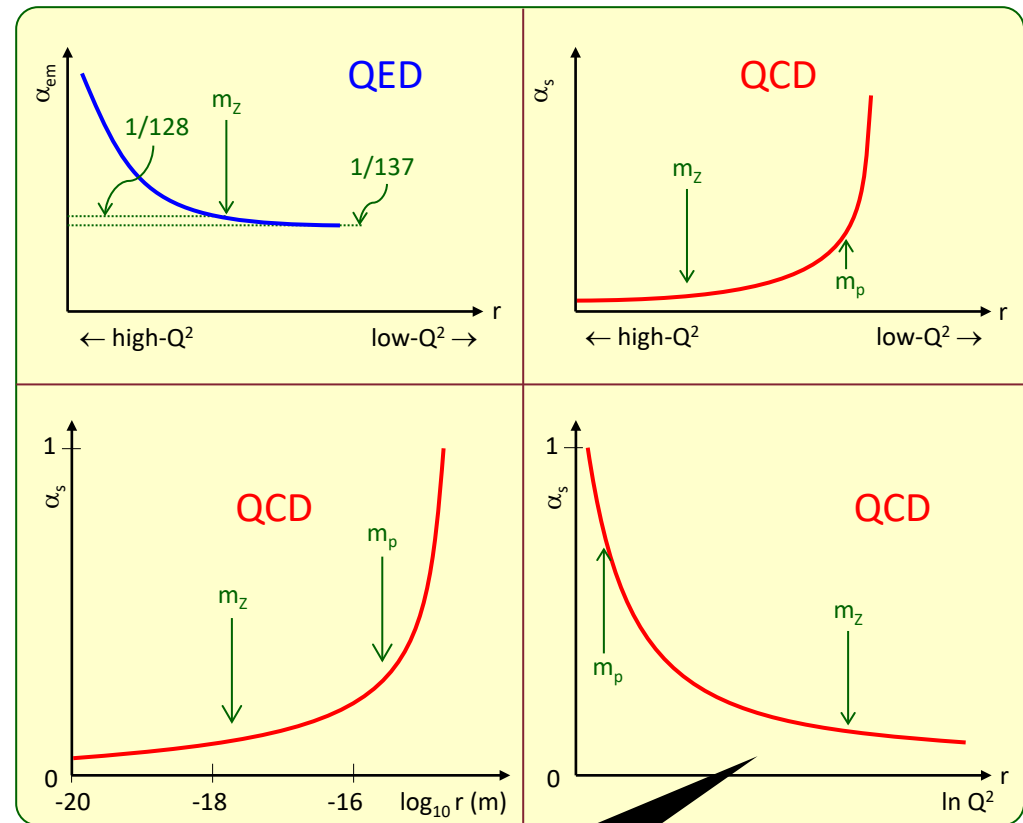 QED
α_em
m_Z
1/128
1/137
r
← high-Q²
low-Q² →
QCD
α_s
m_Z
m_p
r
← high-Q²
low-Q² →
1
α_s
QCD
m_p
m_Z
0
-20
-18
-16
log₁₀ r (m)
1
α_s
QCD
m_Z
m_p
0
r
ln Q²